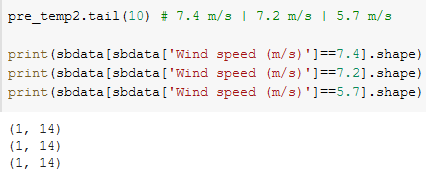 pre_temp2.tail(10) # 7.4 m/s | 7.2 m/s | 5.7 m/s
print(sbdata[sbdata['Wind speed (m/s)']==7.4].shape)
print(sbdata[sbdata['Wind speed (m/s)']==7.2].shape)
print(sbdata[sbdata['Wind speed (m/s)']==5.7].shape)
(1, 14)
(1, 14)
(1, 14)